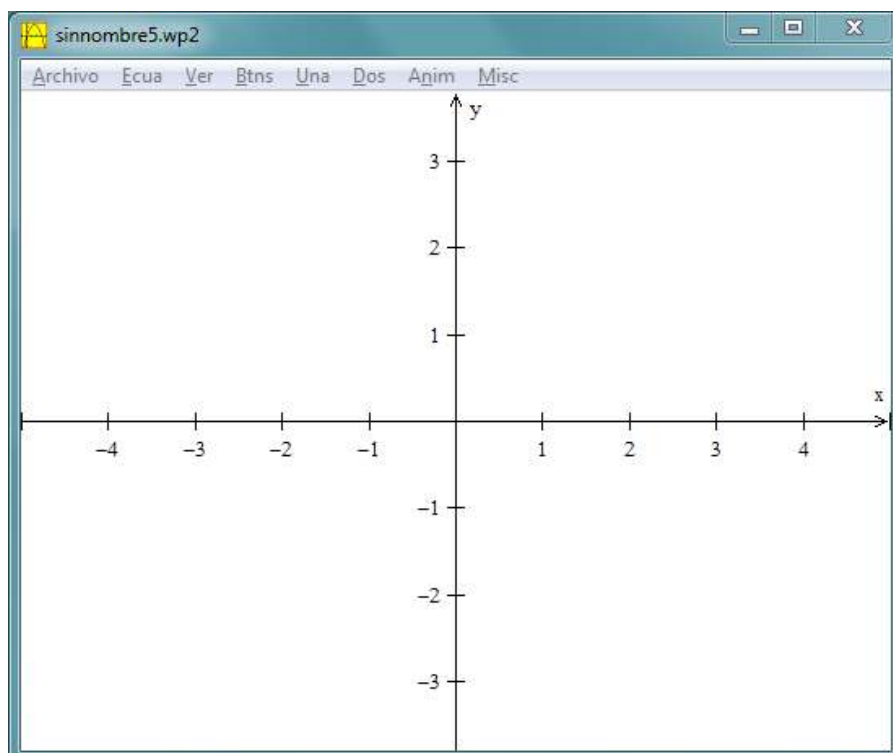 sinnombre5.wp2
Archivo Ecua Ver Btns Una Dos Anim Misc
y
3
2
1
x
−4 −3 −2 −1 1 2 3 4
−1
−2
−3